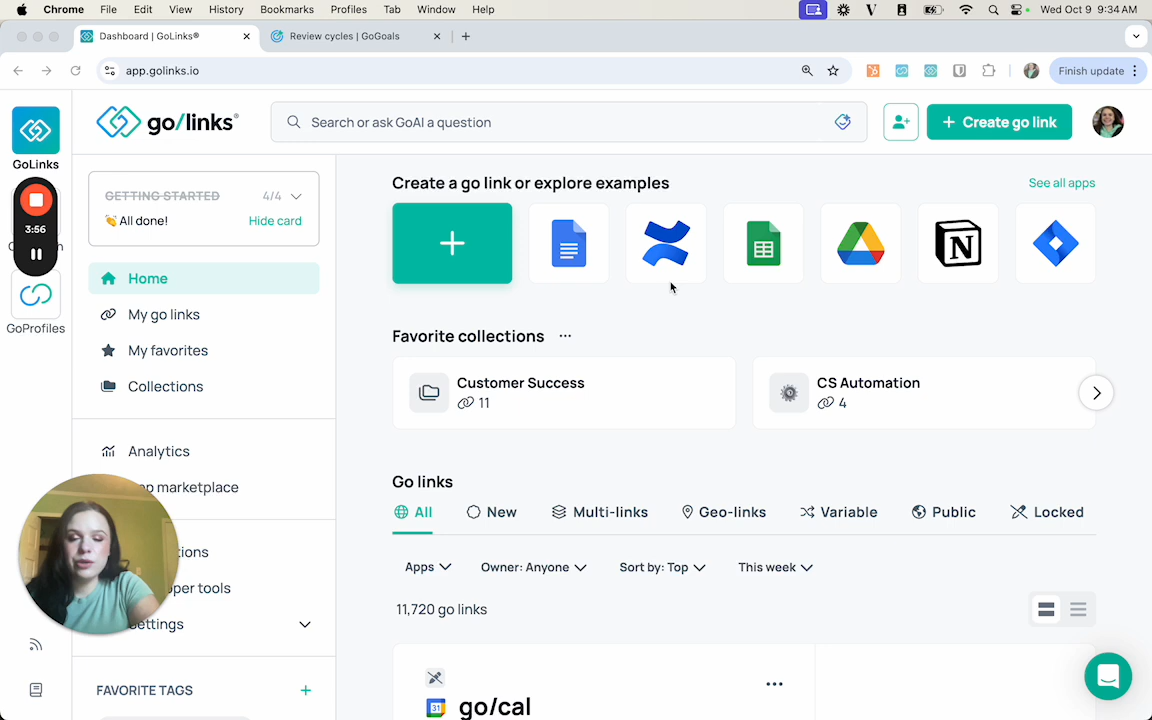 Chrome File Edit View History Bookmarks Profiles Tab Window Help Wed Oct 9 9:34 AM
Dashboard | GoLinks® Review cycles | GoGoals
app.golinks.io Finish update
GoLinks
go/links®
Search or ask GoAI a question
Create go link
GETTING STARTED 4/4
👏 All done! Hide card
3:56
GoProfiles
Home
My go links
My favorites
Collections
Analytics
marketplace
tools
Settings
FAVORITE TAGS
Create a go link or explore examples
See all apps
Favorite collections
Customer Success
11
CS Automation
4
Go links
All New Multi-links Geo-links Variable Public Locked
Apps Owner: Anyone Sort by: Top This week
11,720 go links
31 go/cal